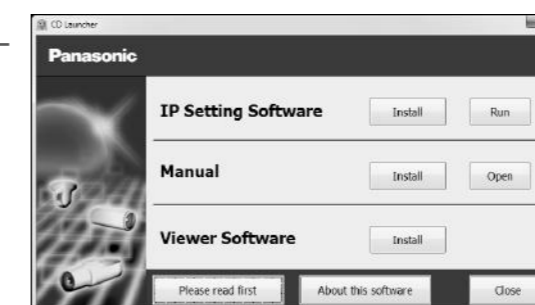 CD Launcher
Panasonic
IP Setting Software Install Run
Manual Install Open
Viewer Software Install
Please read first About this software Close